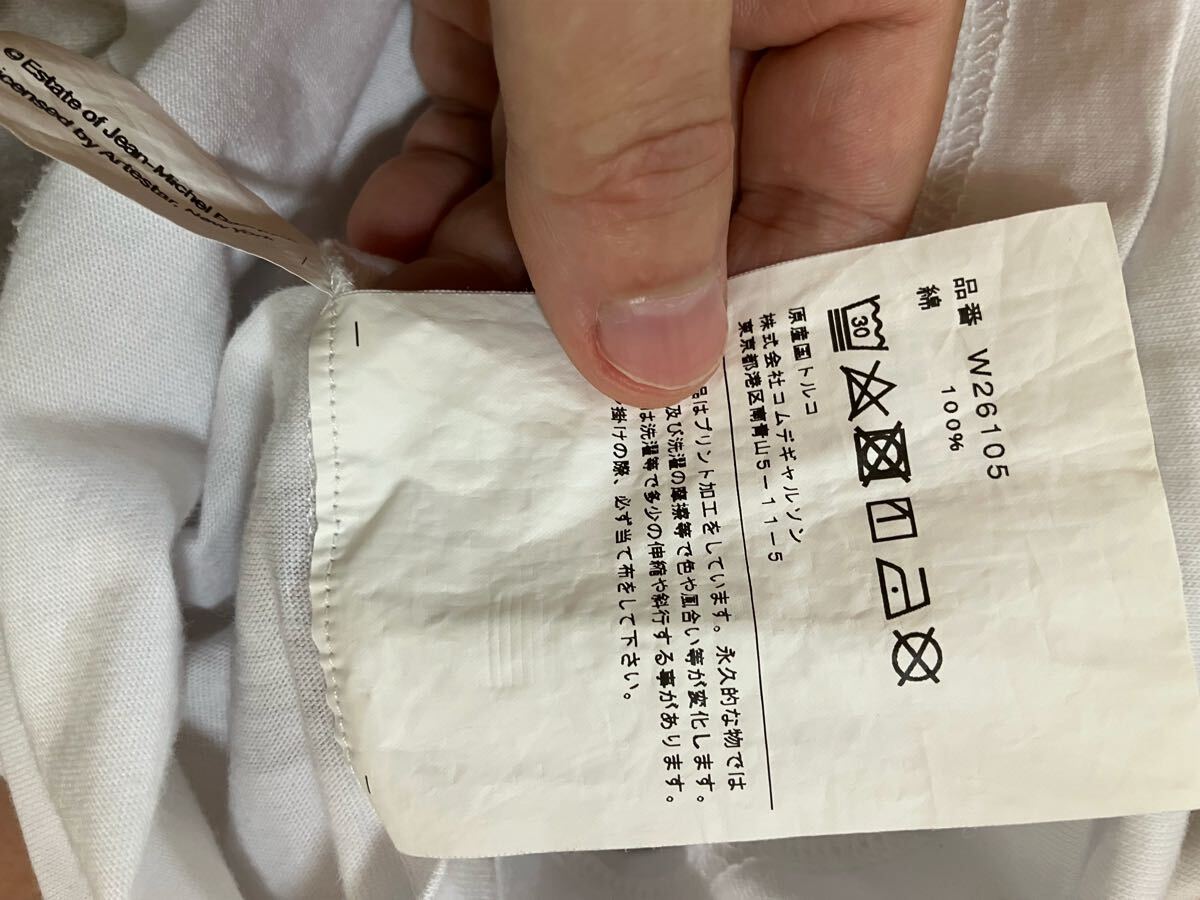 © Estate of Jean-Michel
Licensed by Artestar, New York
品番 W26105
綿 100%
30
原産国トルコ
株式会社コムデギャルソン
東京都港区南青山5-11-5
品はプリント加工をしています。永久的な物では
及び洗濯の摩擦等で色や風合い等が変化します。
は洗濯等で多少の伸縮や斜行する事があります。
掛けの際、必ず当て布をして下さい。